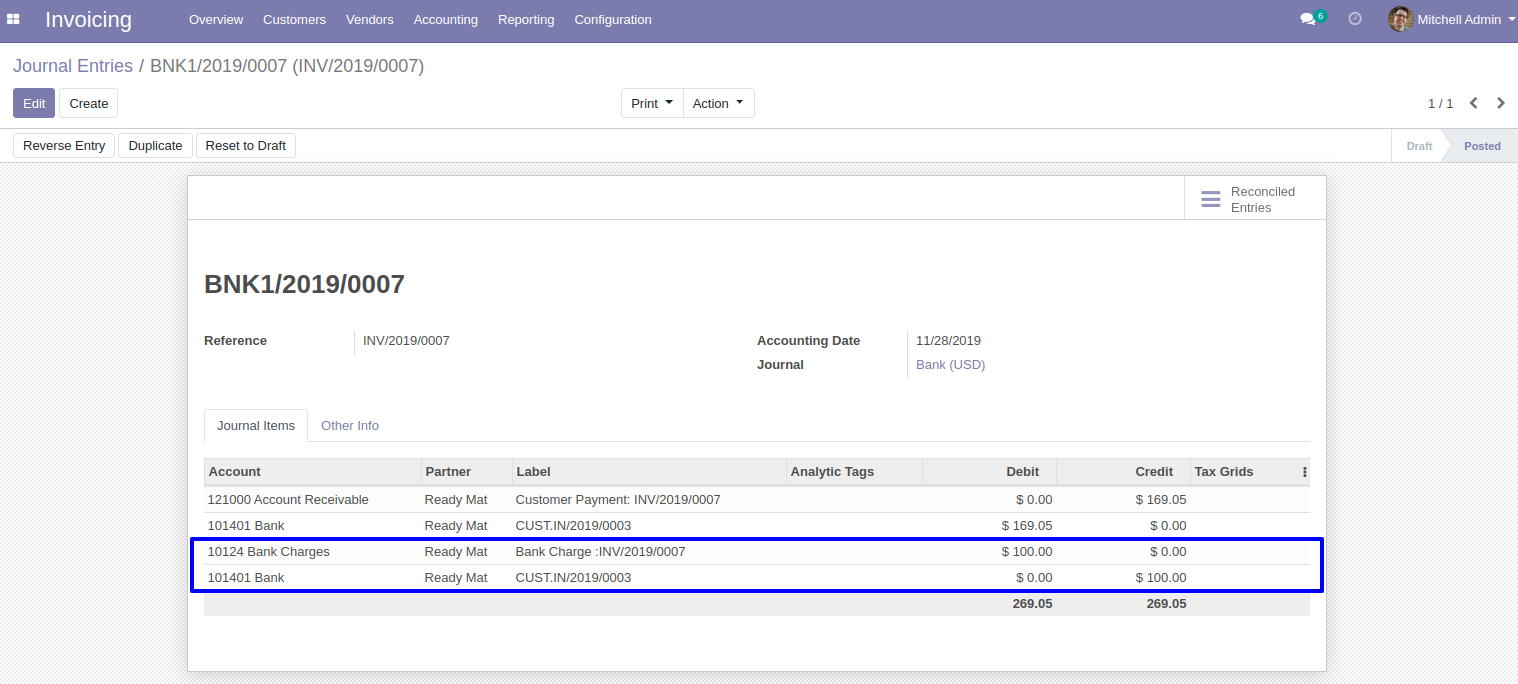 Invoicing Overview Customers Vendors Accounting Reporting Configuration 6 Mitchell Admin
Journal Entries / BNK1/2019/0007 (INV/2019/0007)
Edit Create Print Action 1 / 1
Reverse Entry Duplicate Reset to Draft Draft Posted
Reconciled
Entries
BNK1/2019/0007
Reference INV/2019/0007 Accounting Date 11/28/2019
Journal Bank (USD)
Journal Items Other Info
Account Partner Label Analytic Tags Debit Credit Tax Grids
121000 Account Receivable Ready Mat Customer Payment: INV/2019/0007 $ 0.00 $ 169.05
101401 Bank Ready Mat CUST.IN/2019/0003 $ 169.05 $ 0.00
10124 Bank Charges Ready Mat Bank Charge :INV/2019/0007 $ 100.00 $ 0.00
101401 Bank Ready Mat CUST.IN/2019/0003 $ 0.00 $ 100.00
269.05 269.05